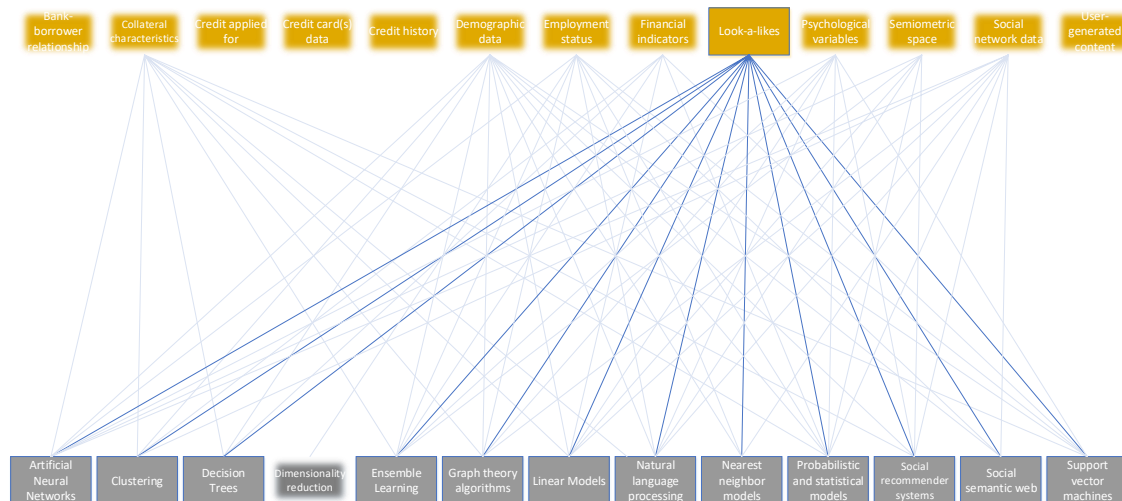 Bank-
borrower
relationship
Collateral
characteristics
Credit applied
for
Credit card(s)
data
Credit history
Demographic
data
Employment
status
Financial
indicators
Look-a-likes
Psychological
variables
Semiometric
space
Social
network data
User-
generated
content
Artificial
Neural
Networks
Clustering
Decision
Trees
Dimensionality
reduction
Ensemble
Learning
Graph theory
algorithms
Linear Models
Natural
language
processing
Nearest
neighbor
models
Probabilistic
and statistical
models
Social
recommender
systems
Social
semantic web
Support
vector
machines